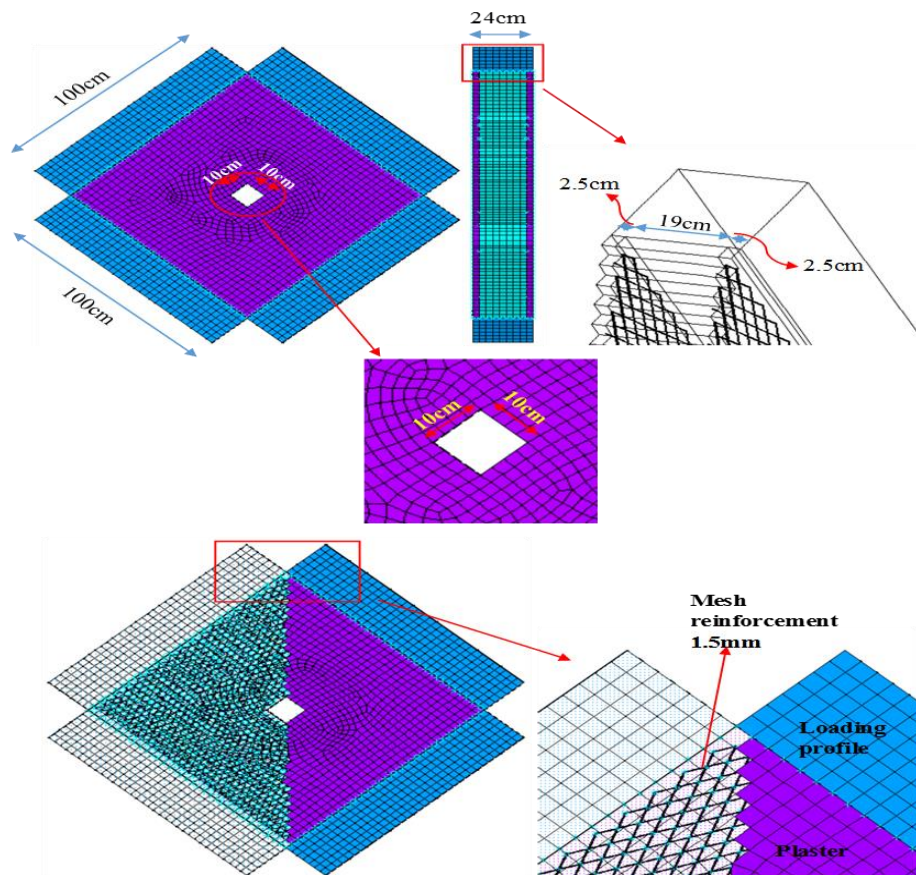 24cm
100cm
10cm
10cm
100cm
2.5cm
19cm
2.5cm
10cm
10cm
Mesh
reinforcement
1.5mm
Loading
profile
Plaster